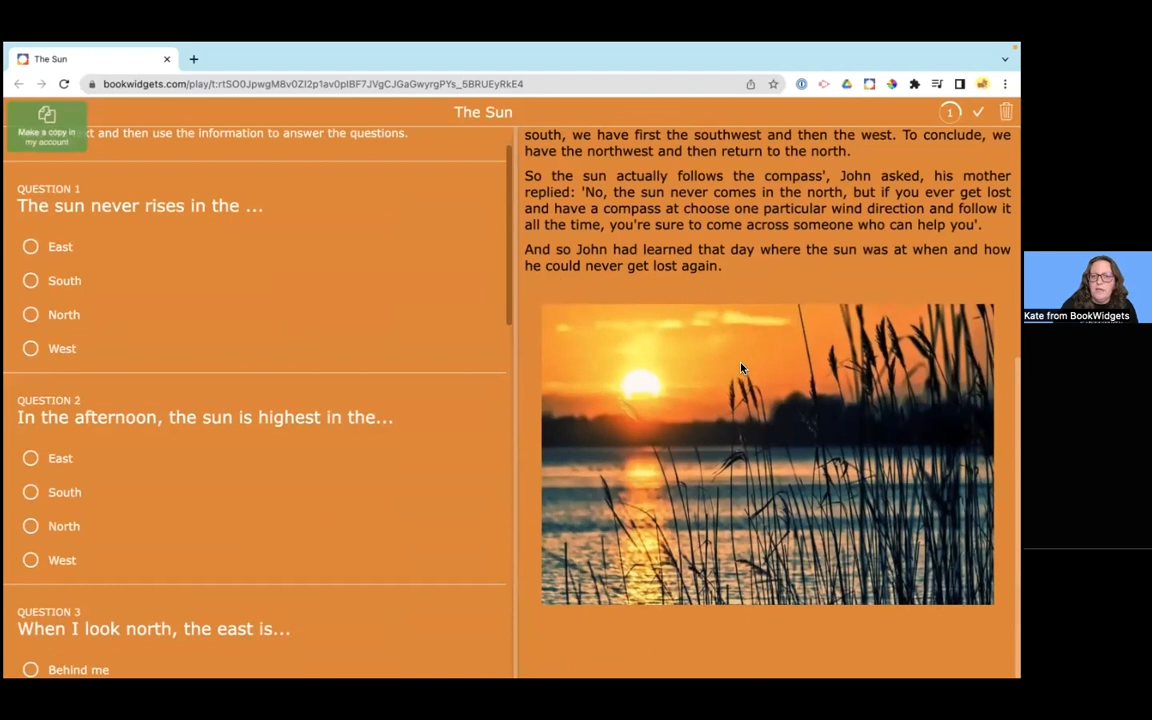 The Sun
bookwidgets.com/play/t:rtSO0JpwgM8v0ZI2p1av0pIBF7JVgCJGaGwyrgPYs_5BRUEyRkE4
The Sun
1
Make a copy in
my account
and then use the information to answer the questions.
QUESTION 1
The sun never rises in the ...
East
South
North
West
QUESTION 2
In the afternoon, the sun is highest in the...
East
South
North
West
QUESTION 3
When I look north, the east is...
Behind me
south, we have first the southwest and then the west. To conclude, we
have the northwest and then return to the north.
So the sun actually follows the compass', John asked, his mother
replied: 'No, the sun never comes in the north, but if you ever get lost
and have a compass at choose one particular wind direction and follow it
all the time, you're sure to come across someone who can help you'.
And so John had learned that day where the sun was at when and how
he could never get lost again.
Kate from BookWidgets